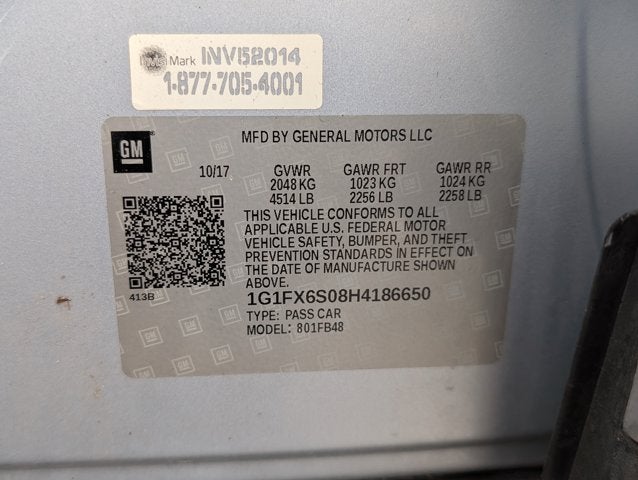 Mark INV52014
1-877-705-4001
GM
MFD BY GENERAL MOTORS LLC
10/17 GVWR GAWR FRT GAWR RR
2048 KG 1023 KG 1024 KG
4514 LB 2256 LB 2258 LB
THIS VEHICLE CONFORMS TO ALL
APPLICABLE U.S. FEDERAL MOTOR
VEHICLE SAFETY, BUMPER, AND THEFT
PREVENTION STANDARDS IN EFFECT ON
THE DATE OF MANUFACTURE SHOWN
ABOVE.
413B
1G1FX6S08H4186650
TYPE: PASS CAR
MODEL: 801FB48